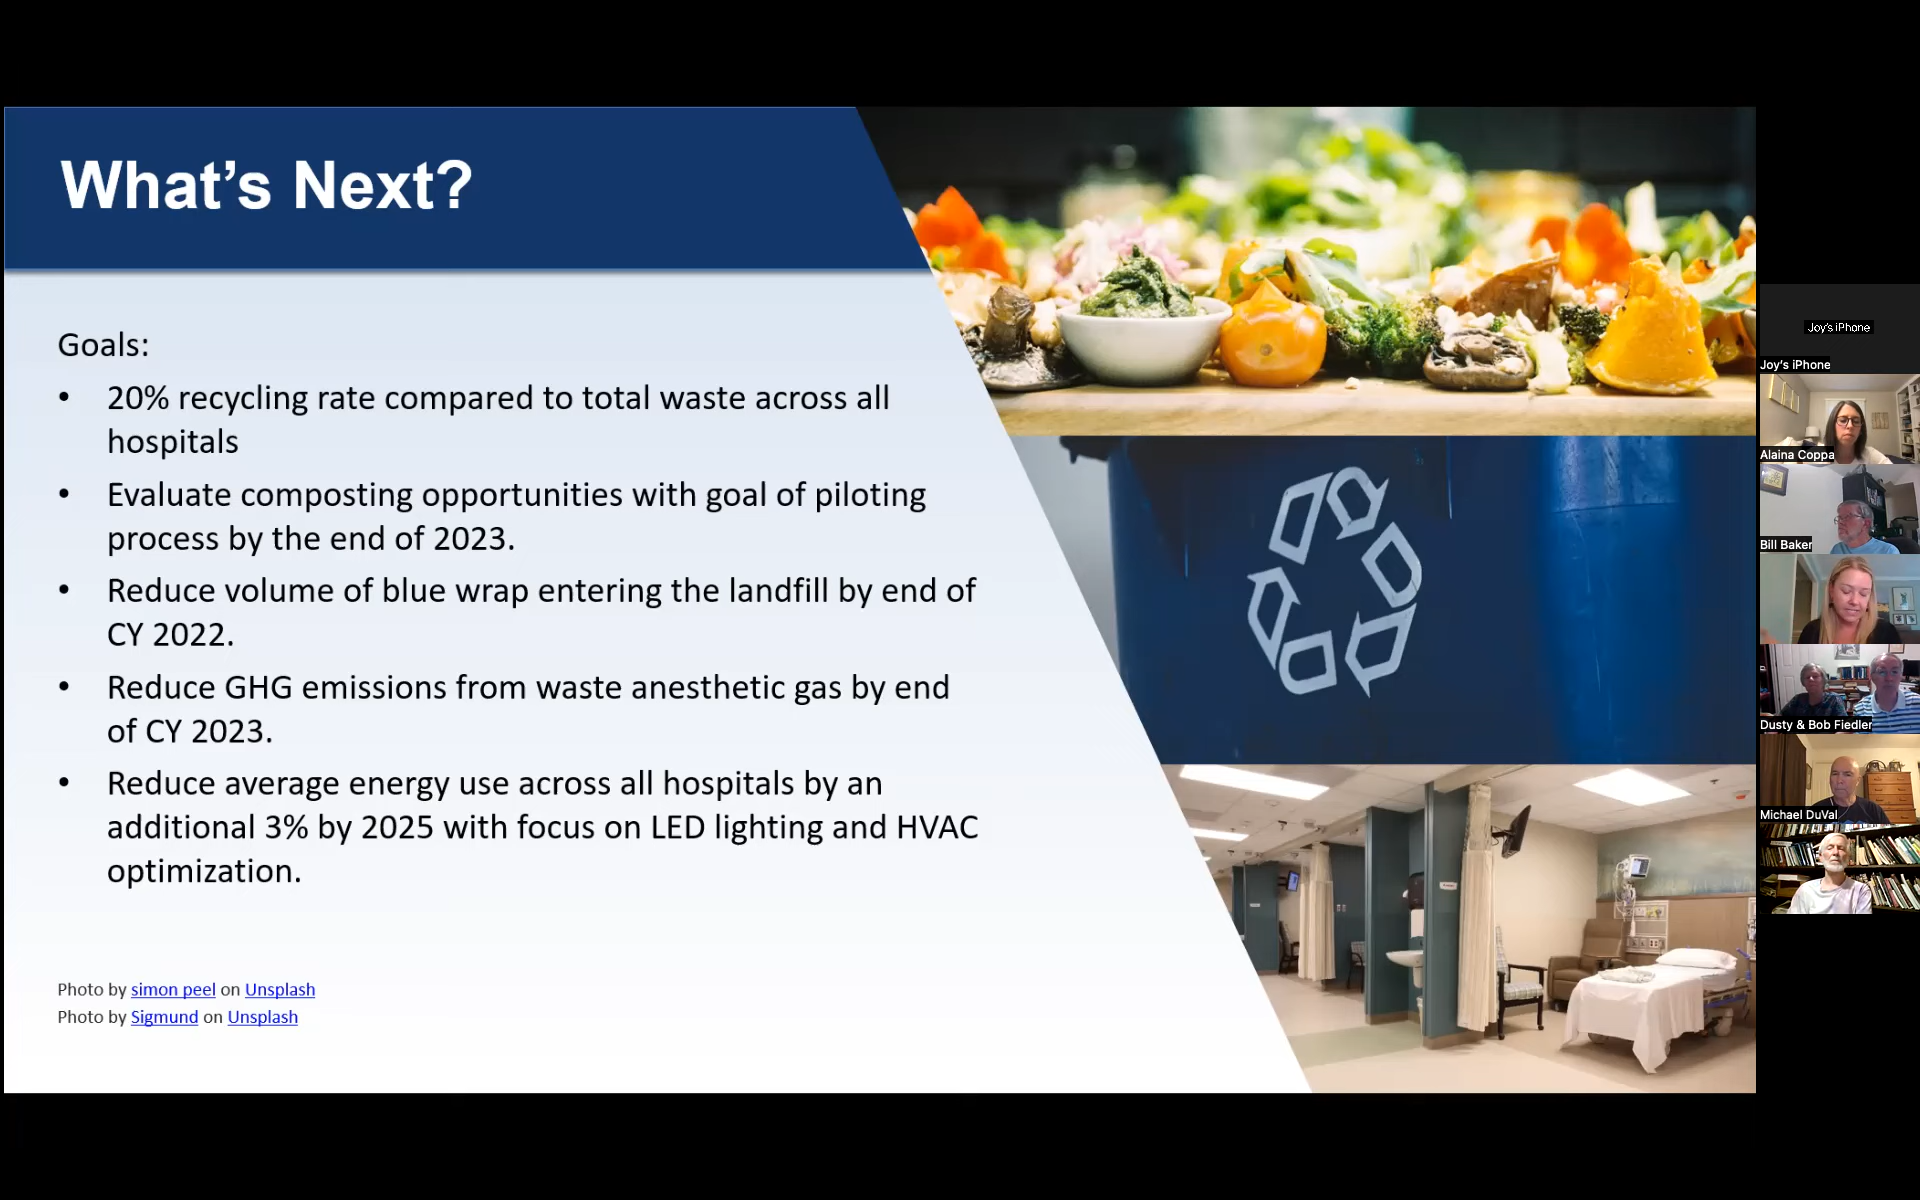 What's Next?
Goals:
• 20% recycling rate compared to total waste across all
hospitals
• Evaluate composting opportunities with goal of piloting
process by the end of 2023.
• Reduce volume of blue wrap entering the landfill by end of
CY 2022.
• Reduce GHG emissions from waste anesthetic gas by end
of CY 2023.
• Reduce average energy use across all hospitals by an
additional 3% by 2025 with focus on LED lighting and HVAC
optimization.
Photo by simon peel on Unsplash
Photo by Sigmund on Unsplash
Joy's iPhone
Joy's iPhone
Alaina Coppa
Bill Baker
Dusty & Bob Fiedler
Michael DuVal